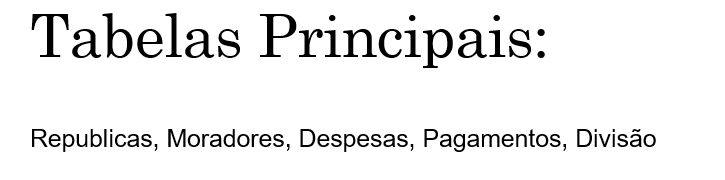 Tabelas Principais:
Republicas, Moradores, Despesas, Pagamentos, Divisão